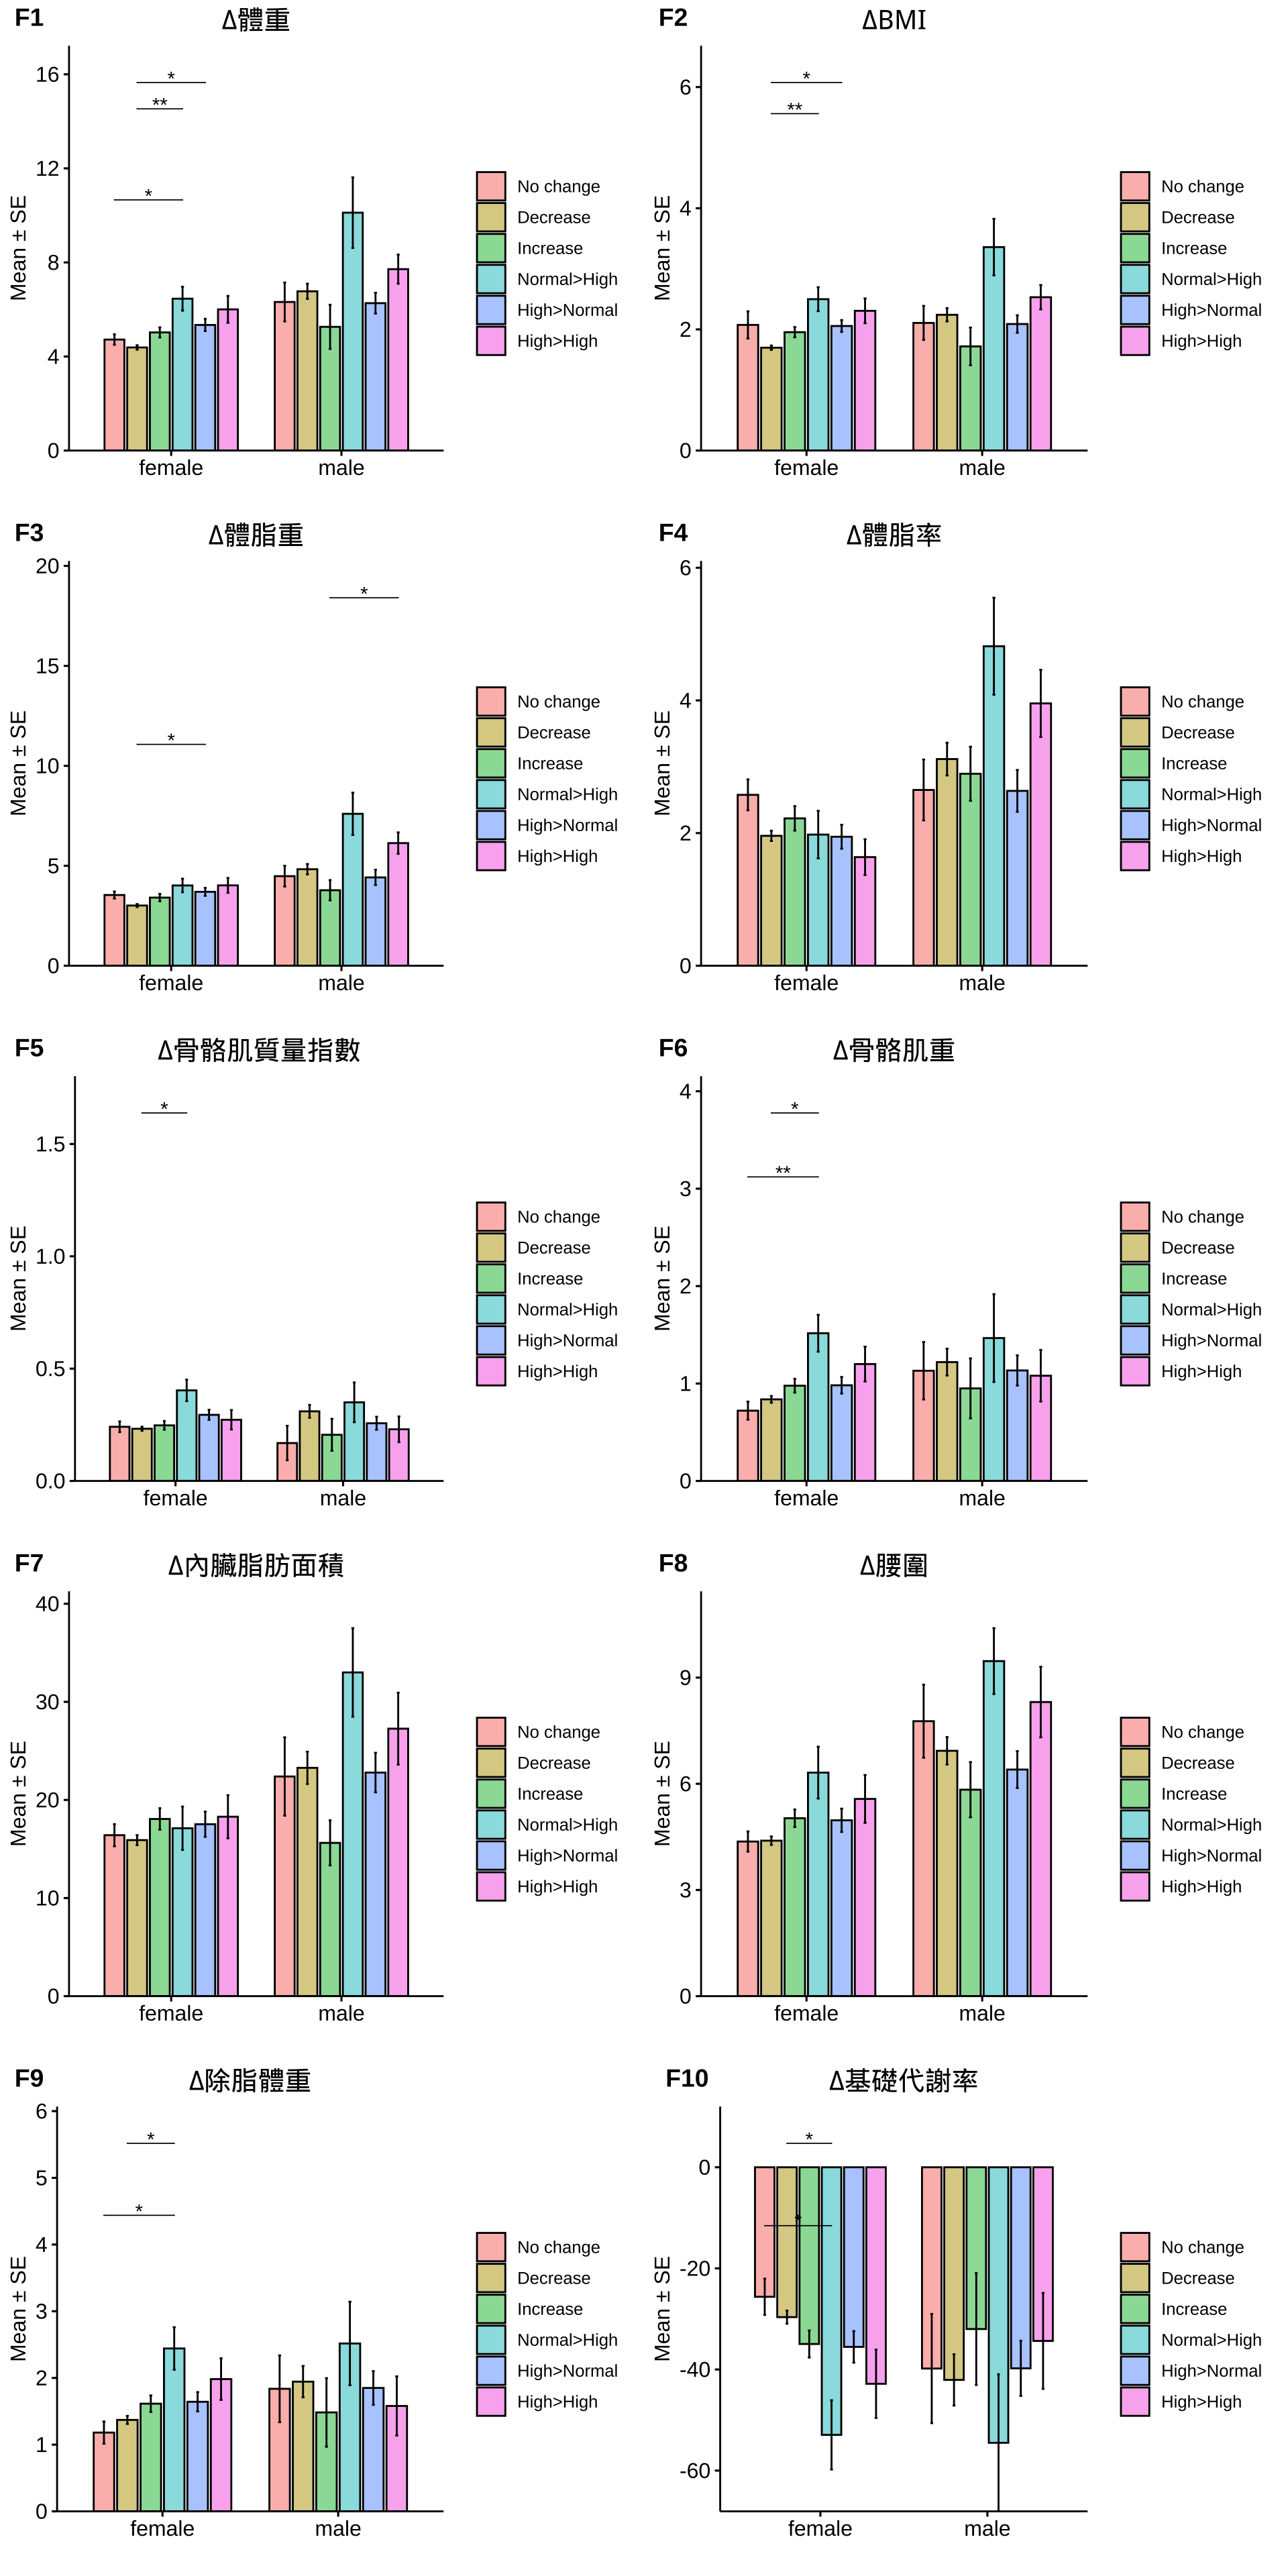 F1
Δ體重
Mean ± SE
16
12
8
4
0
*
**
*
female
male
No change
Decrease
Increase
Normal>High
High>Normal
High>High
F2
ΔBMI
Mean ± SE
6
4
2
0
*
**
female
male
No change
Decrease
Increase
Normal>High
High>Normal
High>High
F3
Δ體脂重
Mean ± SE
20
15
10
5
0
*
*
female
male
No change
Decrease
Increase
Normal>High
High>Normal
High>High
F4
Δ體脂率
Mean ± SE
6
4
2
0
female
male
No change
Decrease
Increase
Normal>High
High>Normal
High>High
F5
Δ骨骼肌質量指數
Mean ± SE
1.5
1.0
0.5
0.0
*
female
male
No change
Decrease
Increase
Normal>High
High>Normal
High>High
F6
Δ骨骼肌重
Mean ± SE
4
3
2
1
0
*
**
female
male
No change
Decrease
Increase
Normal>High
High>Normal
High>High
F7
Δ內臟脂肪面積
Mean ± SE
40
30
20
10
0
female
male
No change
Decrease
Increase
Normal>High
High>Normal
High>High
F8
Δ腰圍
Mean ± SE
9
6
3
0
female
male
No change
Decrease
Increase
Normal>High
High>Normal
High>High
F9
Δ除脂體重
Mean ± SE
6
5
4
3
2
1
0
*
*
female
male
No change
Decrease
Increase
Normal>High
High>Normal
High>High
F10
Δ基礎代謝率
Mean ± SE
0
-20
-40
-60
*
*
female
male
No change
Decrease
Increase
Normal>High
High>Normal
High>High